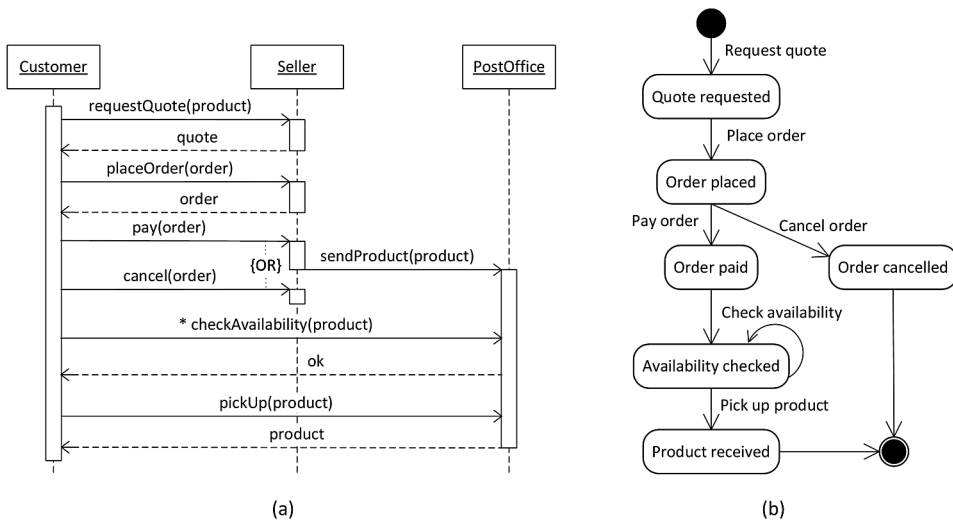 Customer
Seller
PostOffice
requestQuote(product)
quote
placeOrder(order)
order
pay(order)
{OR}
sendProduct(product)
cancel(order)
* checkAvailability(product)
ok
pickUp(product)
product
(a)
Request quote
Quote requested
Place order
Order placed
Pay order
Cancel order
Order paid
Order cancelled
Check availability
Availability checked
Pick up product
Product received
(b)